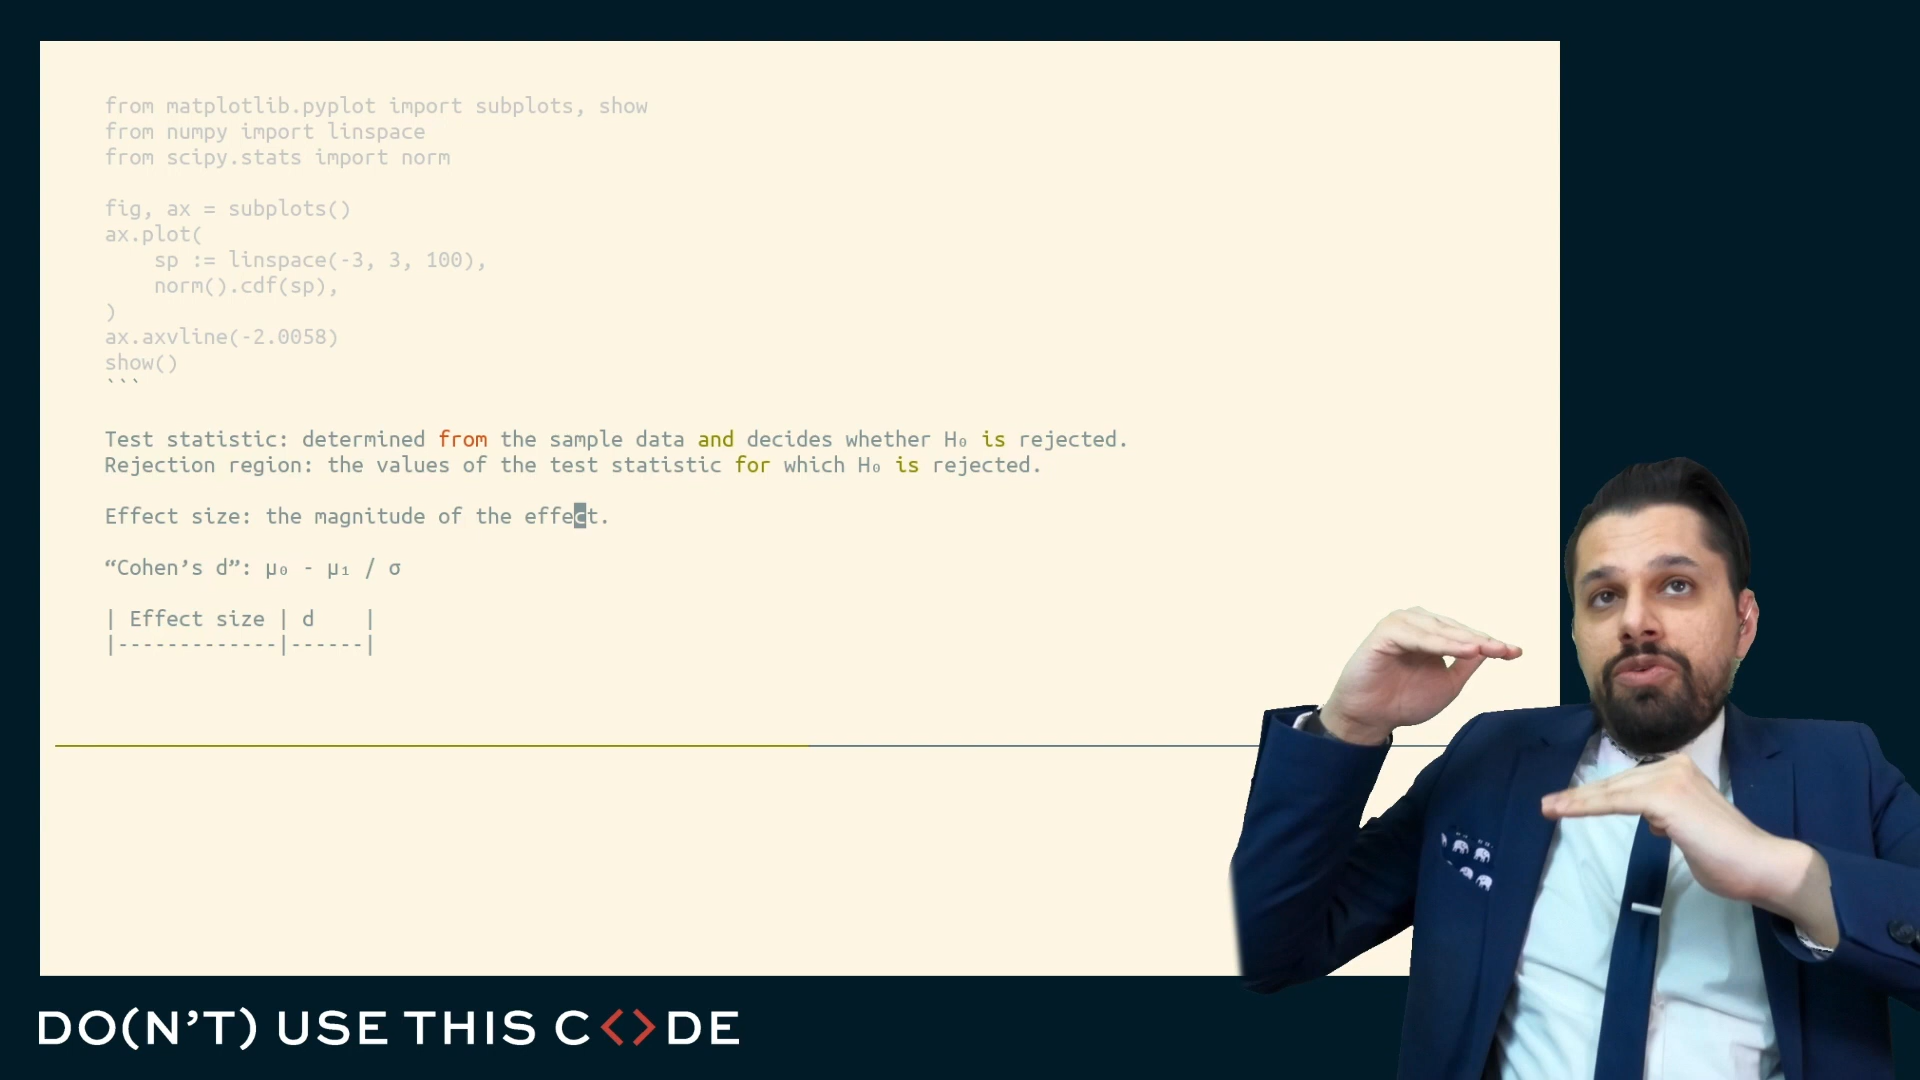 from matplotlib.pyplot import subplots, show
from numpy import linspace
from scipy.stats import norm
fig, ax = subplots()
ax.plot(
    sp := linspace(-3, 3, 100),
    norm().cdf(sp),
)
ax.axvline(-2.0058)
show()
```
Test statistic: determined from the sample data and decides whether H₀ is rejected.
Rejection region: the values of the test statistic for which H₀ is rejected.
Effect size: the magnitude of the effect.
“Cohen’s d”: μ₀ - μ₁ / σ
| Effect size | d    |
|-------------|------|
DO(N’T) USE THIS C<>DE